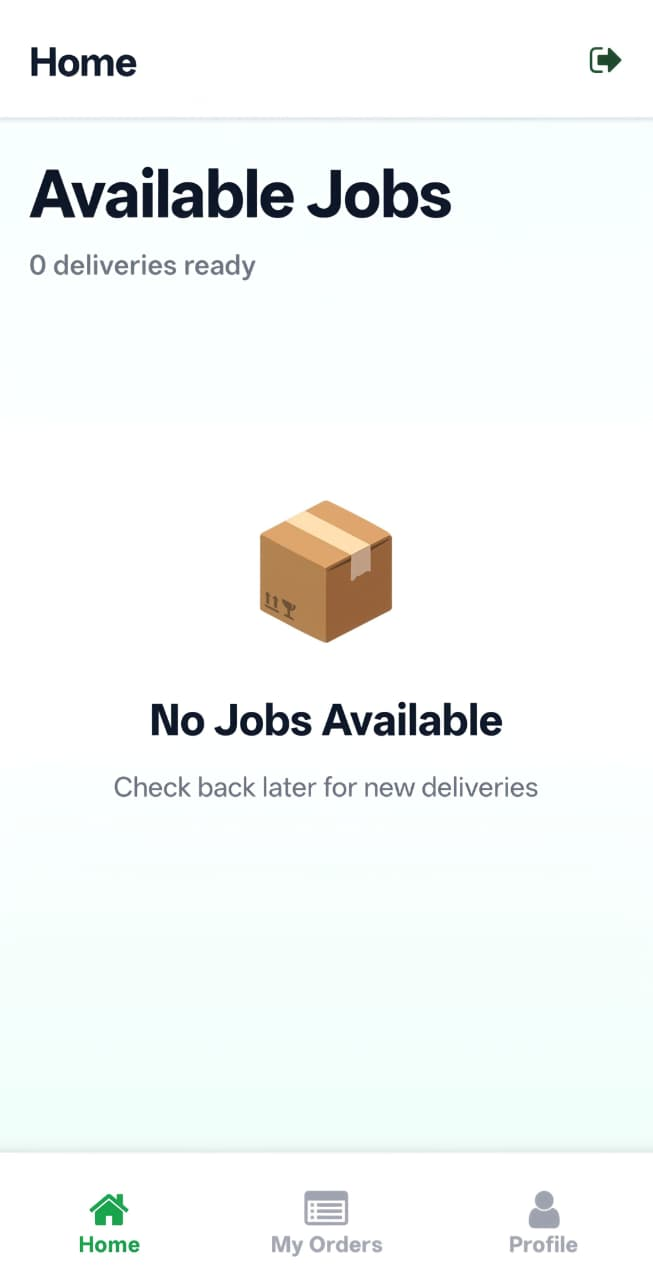 Home
Available Jobs
0 deliveries ready
No Jobs Available
Check back later for new deliveries
Home
My Orders
Profile